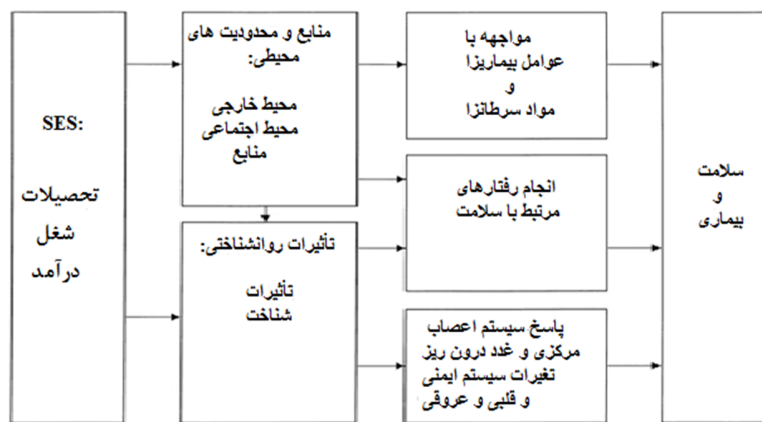 SES:
تحصیلات
شغل
درآمد
منابع و محدودیت های
محیطی:
محیط خارجی
محیط اجتماعی
منابع
تأثیرات روانشناختی:
تأثیرات
شناخت
مواجهه با
عوامل بیماریزا
و
مواد سرطانزا
انجام رفتارهای
مرتبط با سلامت
پاسخ سیستم اعصاب
مرکزی و غدد درون ریز
تغیرات سیستم ایمنی
و قلبی و عروقی
سلامت
و
بیماری